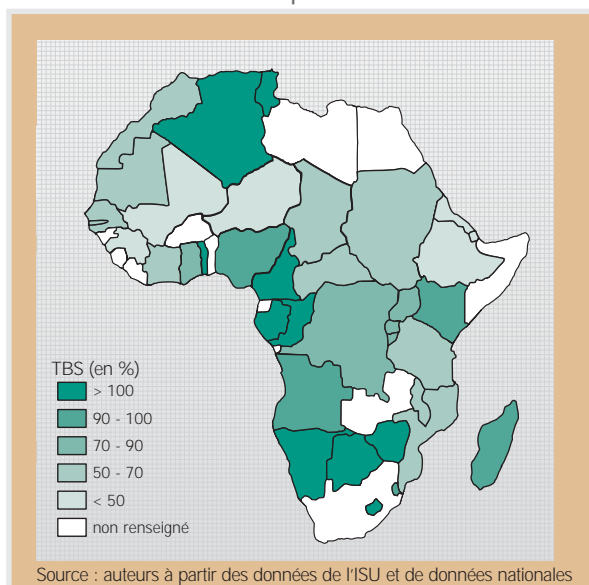 TBS (en %)
> 100
90 - 100
70 - 90
50 - 70
< 50
non renseigné
Source : auteurs à partir des données de l'ISU et de données nationales